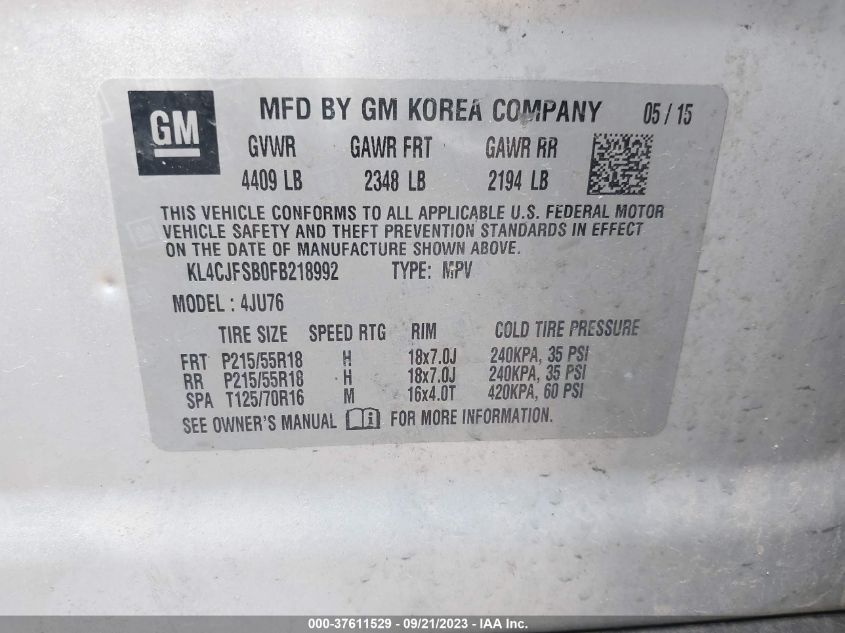 GM
MFD BY GM KOREA COMPANY 05 / 15
GVWR GAWR FRT GAWR RR
4409 LB 2348 LB 2194 LB
THIS VEHICLE CONFORMS TO ALL APPLICABLE U.S. FEDERAL MOTOR
VEHICLE SAFETY AND THEFT PREVENTION STANDARDS IN EFFECT
ON THE DATE OF MANUFACTURE SHOWN ABOVE.
KL4CJFSB0FB218992 TYPE: MPV
MODEL : 4JU76
TIRE SIZE SPEED RTG RIM COLD TIRE PRESSURE
FRT P215/55R18 H 18x7.0J 240KPA, 35 PSI
RR P215/55R18 H 18x7.0J 240KPA, 35 PSI
SPA T125/70R16 M 16x4.0T 420KPA, 60 PSI
SEE OWNER'S MANUAL FOR MORE INFORMATION.
000-37611529 - 09/21/2023 - IAA Inc.